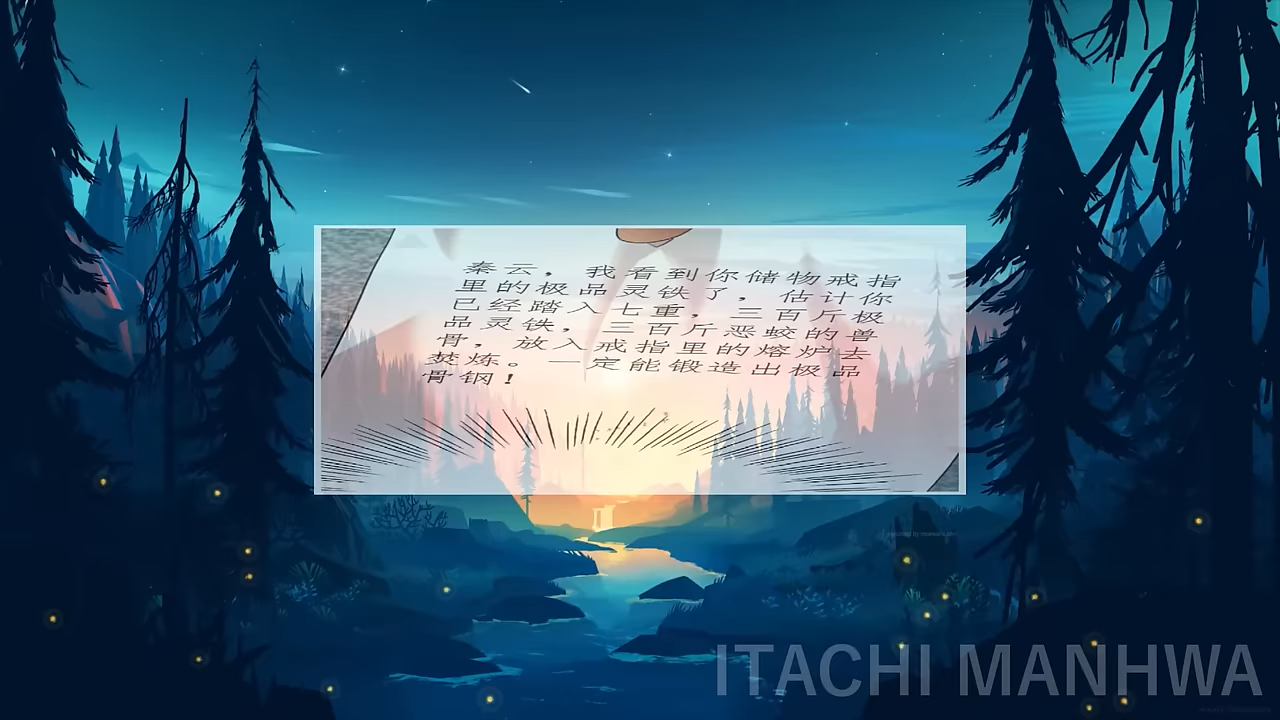 秦云，我看到你储物戒指
里的极品灵铁了，估计你
已经踏入七重，三百斤极
品灵铁，三百斤恶蛟的兽
骨，放入戒指里的熔炉去
焚炼。一定能锻造出极品
骨钢！
ITACHI MANHWA